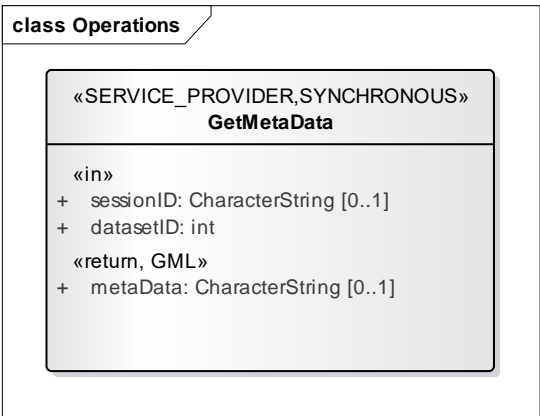 class Operations
«SERVICE_PROVIDER,SYNCHRONOUS»
GetMetaData
«in»
+ sessionID: CharacterString [0..1]
+ datasetID: int
«return, GML»
+ metaData: CharacterString [0..1]